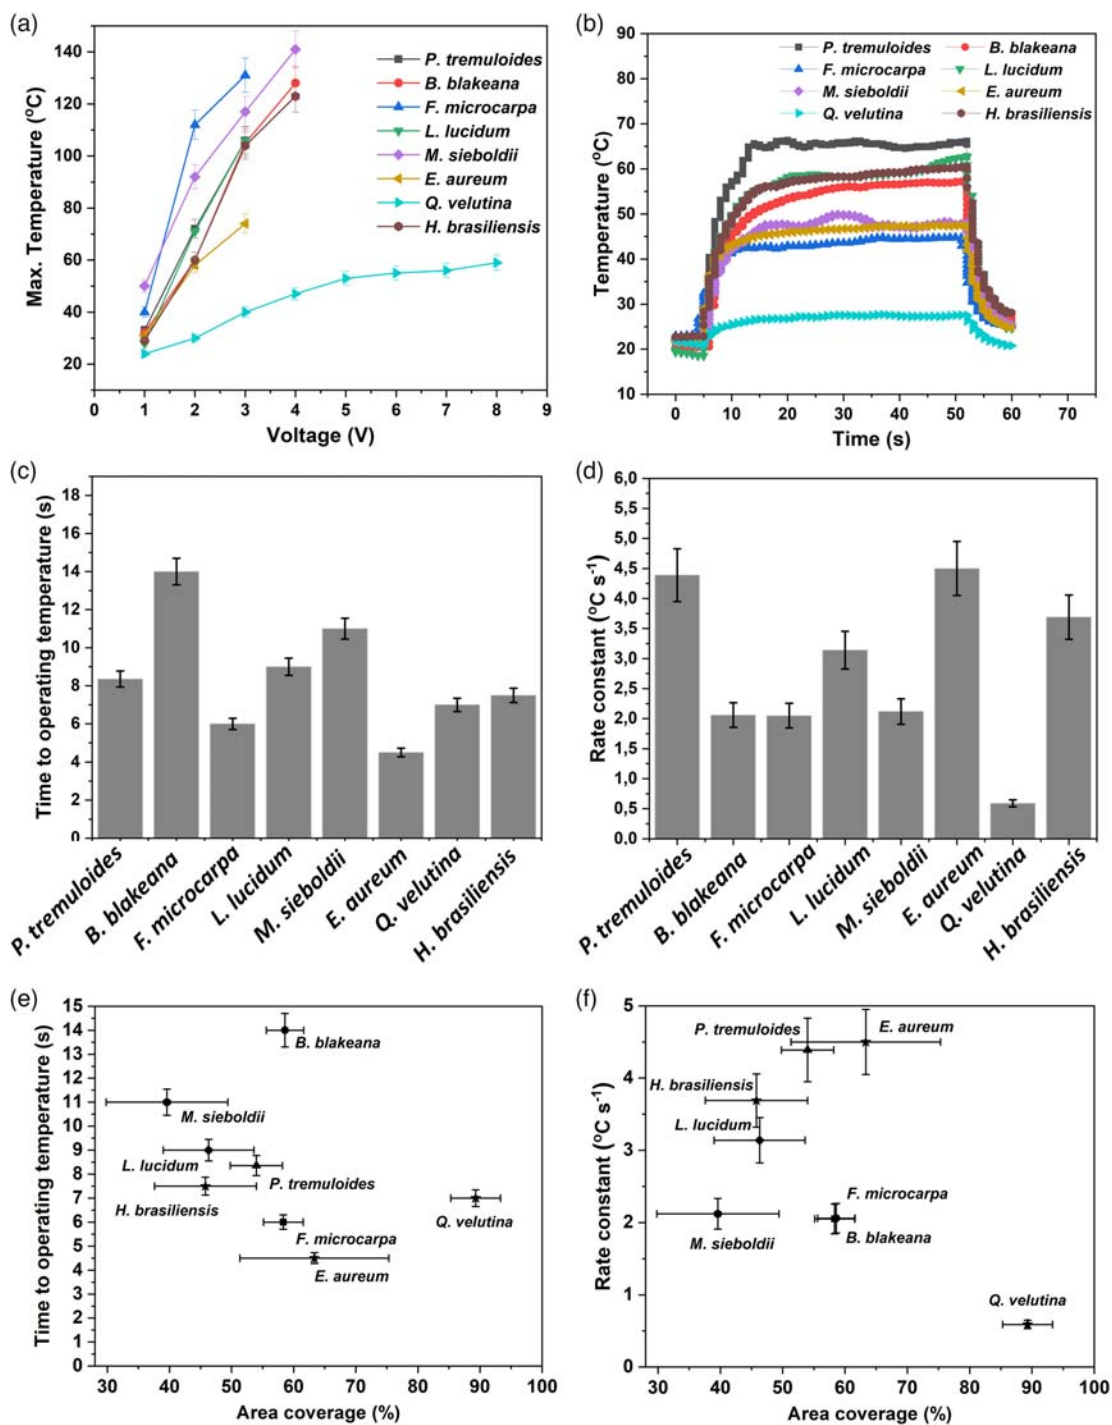 (a)
140
120
100
80
60
40
20
Max. Temperature (°C)
0 1 2 3 4 5 6 7 8 9
Voltage (V)
P. tremuloides
B. blakeana
F. microcarpa
L. lucidum
M. sieboldii
E. aureum
Q. velutina
H. brasiliensis
(b)
90
80
70
60
50
40
30
20
10
Temperature (°C)
0 10 20 30 40 50 60 70
Time (s)
P. tremuloides B. blakeana
F. microcarpa L. lucidum
M. sieboldii E. aureum
Q. velutina H. brasiliensis
(c)
18
16
14
12
10
8
6
4
2
0
Time to operating temperature (s)
P. tremuloides
B. blakeana
F. microcarpa
L. lucidum
M. sieboldii
E. aureum
Q. velutina
H. brasiliensis
(d)
6,0
5,5
5,0
4,5
4,0
3,5
3,0
2,5
2,0
1,5
1,0
0,5
0,0
Rate constant (°C s-1)
P. tremuloides
B. blakeana
F. microcarpa
L. lucidum
M. sieboldii
E. aureum
Q. velutina
H. brasiliensis
(e)
15
14
13
12
11
10
9
8
7
6
5
4
3
2
1
0
Time to operating temperature (s)
B. blakeana
M. sieboldii
L. lucidum
P. tremuloides
H. brasiliensis
Q. velutina
F. microcarpa
E. aureum
30 40 50 60 70 80 90 100
Area coverage (%)
(f)
5
4
3
2
1
0
Rate constant (°C s-1)
P. tremuloides
E. aureum
H. brasiliensis
L. lucidum
F. microcarpa
M. sieboldii
B. blakeana
Q. velutina
30 40 50 60 70 80 90 100
Area coverage (%)